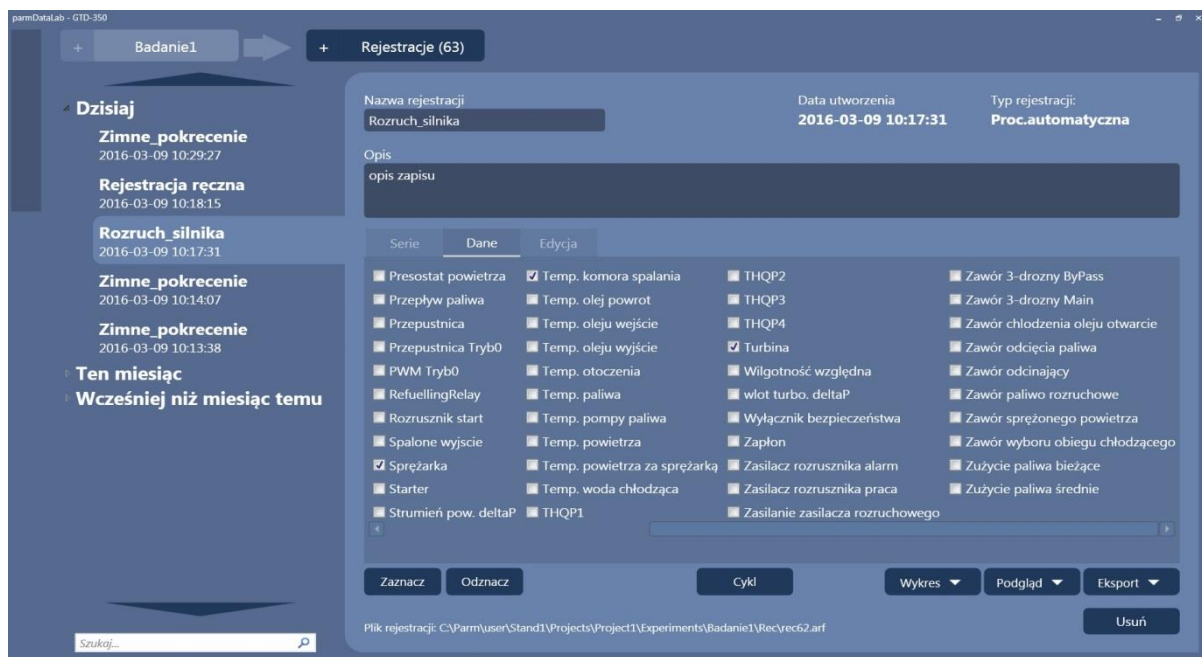 parmDataLab - GTD-350
+ Badanie1
+ Rejestracje (63)
Dzisiaj
Zimne_pokrecenie
2016-03-09 10:29:27
Rejestracja ręczna
2016-03-09 10:18:15
Rozruch_silnika
2016-03-09 10:17:31
Zimne_pokrecenie
2016-03-09 10:14:07
Zimne_pokrecenie
2016-03-09 10:13:38
Ten miesiąc
Wcześniej niż miesiąc temu
Szukaj...
Nazwa rejestracji
Rozruch_silnika
Data utworzenia
2016-03-09 10:17:31
Typ rejestracji:
Proc.automatyczna
Opis
opis zapisu
Serie Dane Edycja
Presostat powietrza
Przepływ paliwa
Przepustnica
Przepustnica Tryb0
PWM Tryb0
RefuellingRelay
Rozrusznik start
Spalone wyjscie
Sprężarka
Starter
Strumień pow. deltaP
Temp. komora spalania
Temp. olej powrot
Temp. oleju wejście
Temp. oleju wyjście
Temp. otoczenia
Temp. paliwa
Temp. pompy paliwa
Temp. powietrza
Temp. powietrza za sprężarką
Temp. woda chłodząca
THQP1
THQP2
THQP3
THQP4
Turbina
Wilgotność względna
wlot turbo. deltaP
Wyłącznik bezpieczeństwa
Zapłon
Zasilacz rozrusznika alarm
Zasilacz rozrusznika praca
Zasilanie zasilacza rozruchowego
Zawór 3-drozny ByPass
Zawór 3-drozny Main
Zawór chlodzenia oleju otwarcie
Zawór odcięcia paliwa
Zawór odcinający
Zawór paliwo rozruchowe
Zawór sprężonego powietrza
Zawór wyboru obiegu chłodzącego
Zużycie paliwa bieżące
Zużycie paliwa średnie
Zaznacz Odznacz Cykl Wykres Podgląd Eksport
Plik rejestracji: C:\Parm\user\Stand1\Projects\Project1\Experiments\Badanie1\Rec\rec62.arf
Usuń